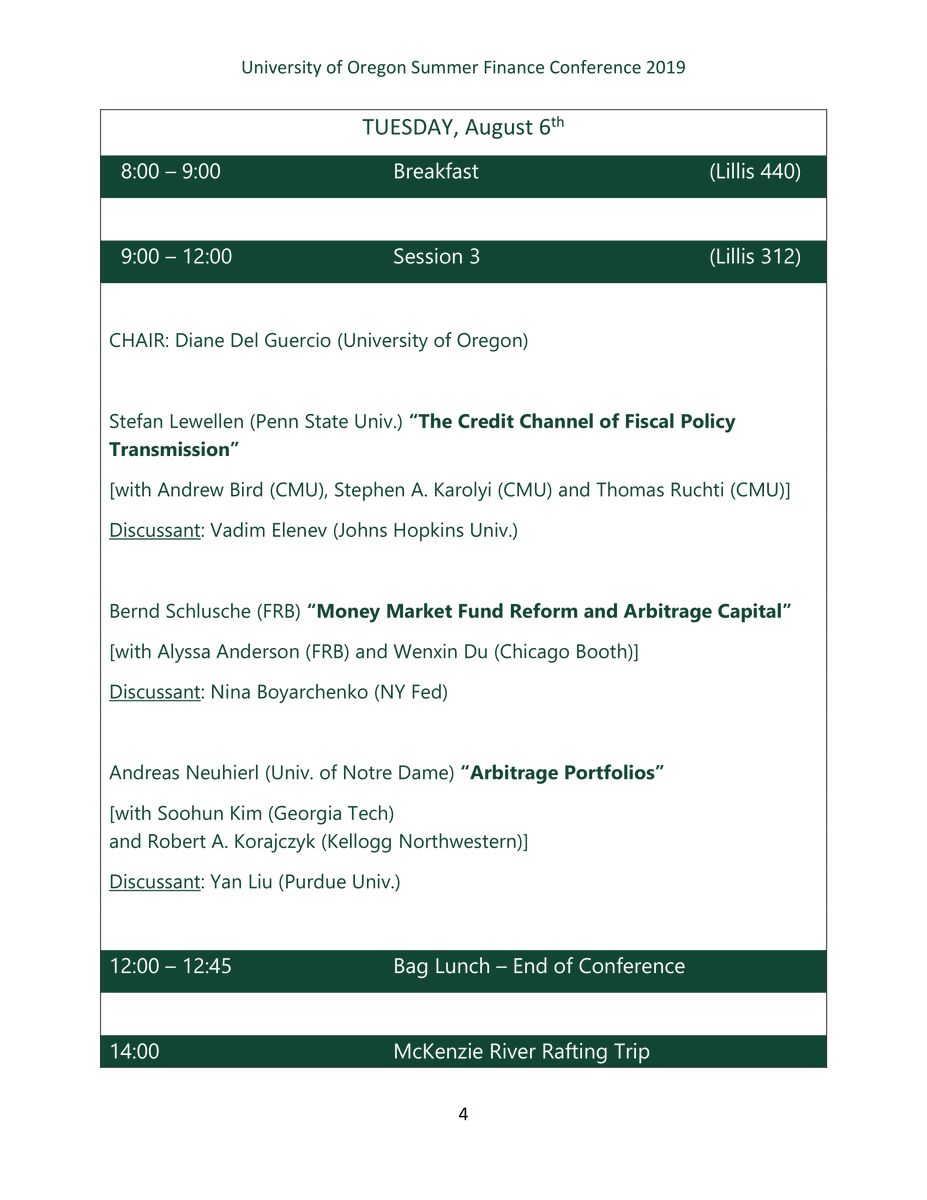 University of Oregon Summer Finance Conference 2019
TUESDAY, August 6th
8:00 – 9:00 Breakfast (Lillis 440)
9:00 – 12:00 Session 3 (Lillis 312)
CHAIR: Diane Del Guercio (University of Oregon)
Stefan Lewellen (Penn State Univ.) “The Credit Channel of Fiscal Policy
Transmission”
[with Andrew Bird (CMU), Stephen A. Karolyi (CMU) and Thomas Ruchti (CMU)]
Discussant: Vadim Elenev (Johns Hopkins Univ.)
Bernd Schlusche (FRB) “Money Market Fund Reform and Arbitrage Capital”
[with Alyssa Anderson (FRB) and Wenxin Du (Chicago Booth)]
Discussant: Nina Boyarchenko (NY Fed)
Andreas Neuhierl (Univ. of Notre Dame) “Arbitrage Portfolios”
[with Soohun Kim (Georgia Tech)
and Robert A. Korajczyk (Kellogg Northwestern)]
Discussant: Yan Liu (Purdue Univ.)
12:00 – 12:45 Bag Lunch – End of Conference
14:00 McKenzie River Rafting Trip
4